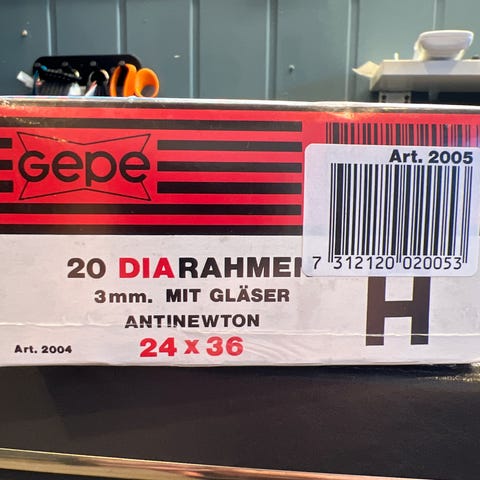 Gepe
Art. 2005
7 312120 020053
20 DIARAHMEN
3mm. MIT GLÄSER
ANTINEWTON
24 x 36
H
Art. 2004